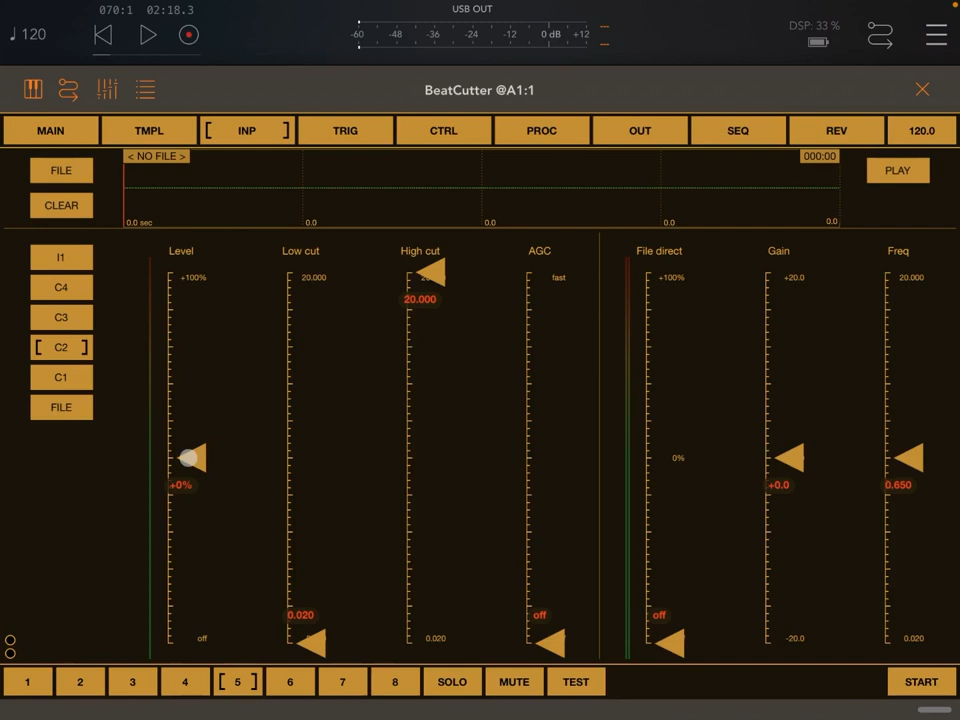 070:1 02:18.3
USB OUT
♩ 120
-60 -48 -36 -24 -12 0 dB +12
DSP: 33 %
BeatCutter @A1:1
MAIN TMPL [ INP ] TRIG CTRL PROC OUT SEQ REV 120.0
FILE < NO FILE > 000:00 PLAY
CLEAR
0.0 sec 0.0 0.0 0.0 0.0
Level Low cut High cut AGC File direct Gain Freq
I1
+100% 20.000 fast +100% +20.0 20.000
C4
20.000
C3
[ C2 ]
C1
FILE
0%
+0% +0.0 0.650
0.020 off off
off 0.020 -20.0 0.020
1 2 3 4 [ 5 ] 6 7 8 SOLO MUTE TEST START